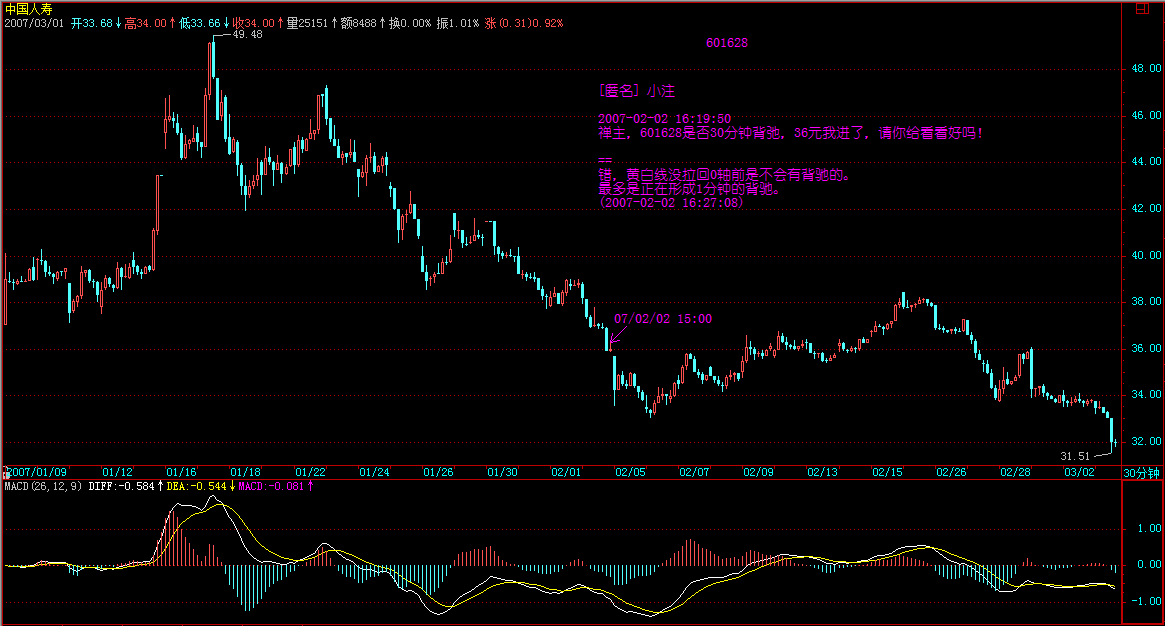 中国人寿
2007/03/01 开33.68↓高34.00↑低33.66↓收34.00↑量25151↑额8488↑换0.00% 振1.01% 涨(0.31)0.92%
49.48
601628
48.00
[匿名] 小注
46.00
2007-02-02 16:19:50
禅主，601628是否30分钟背驰，36元我进了，请你给看看好吗！
44.00
==
错，黄白线没拉回0轴前是不会有背驰的。
最多是正在形成1分钟的背驰。
(2007-02-02 16:27:08)
42.00
40.00
38.00
07/02/02 15:00
36.00
34.00
32.00
31.51
2007/01/09 01/12 01/16 01/18 01/22 01/24 01/26 01/30 02/01 02/05 02/07 02/09 02/13 02/15 02/26 02/28 03/02 30分钟
MACD(26,12,9) DIFF:-0.584↑DEA:-0.544↓MACD:-0.081↑
1.00
0.00
-1.00